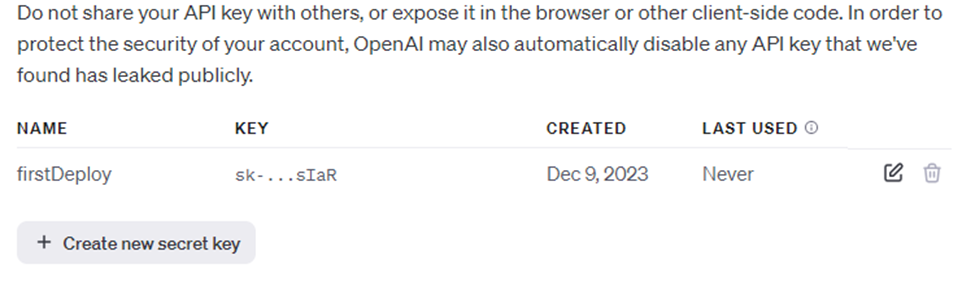 Do not share your API key with others, or expose it in the browser or other client-side code. In order to
protect the security of your account, OpenAI may also automatically disable any API key that we've
found has leaked publicly.
NAME KEY CREATED LAST USED
firstDeploy sk-...sIaR Dec 9, 2023 Never
+ Create new secret key